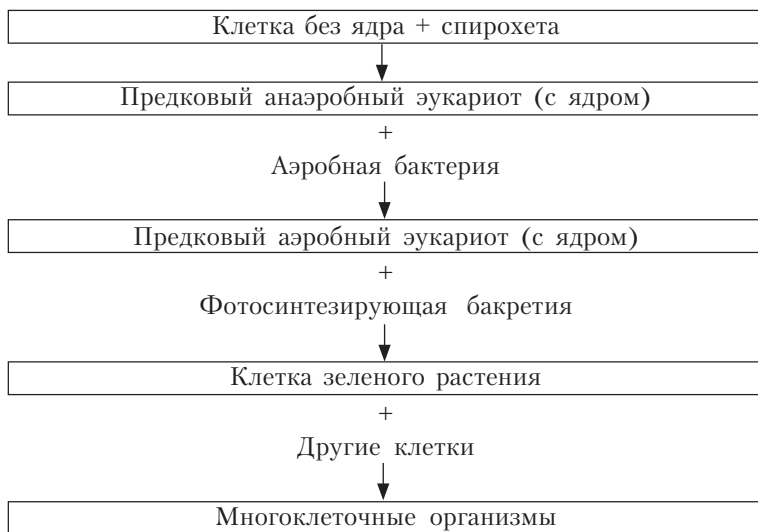 Клетка без ядра + спирохета
Предковый анаэробный эукариот (с ядром)
+
Аэробная бактерия
Предковый аэробный эукариот (с ядром)
+
Фотосинтезирующая бакретия
Клетка зеленого растения
+
Другие клетки
Многоклеточные организмы